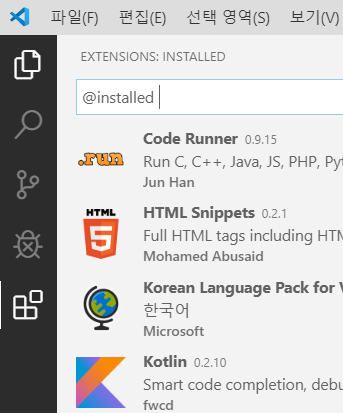 파일(F) 편집(E) 선택 영역(S) 보기(V)
EXTENSIONS: INSTALLED
@installed
Code Runner 0.9.15
Run C, C++, Java, JS, PHP, Pyt
Jun Han
.run
HTML Snippets 0.2.1
Full HTML tags including HTM
Mohamed Abusaid
HTML
5
Korean Language Pack for V
한국어
Microsoft
Kotlin 0.2.10
Smart code completion, debu
fwcd